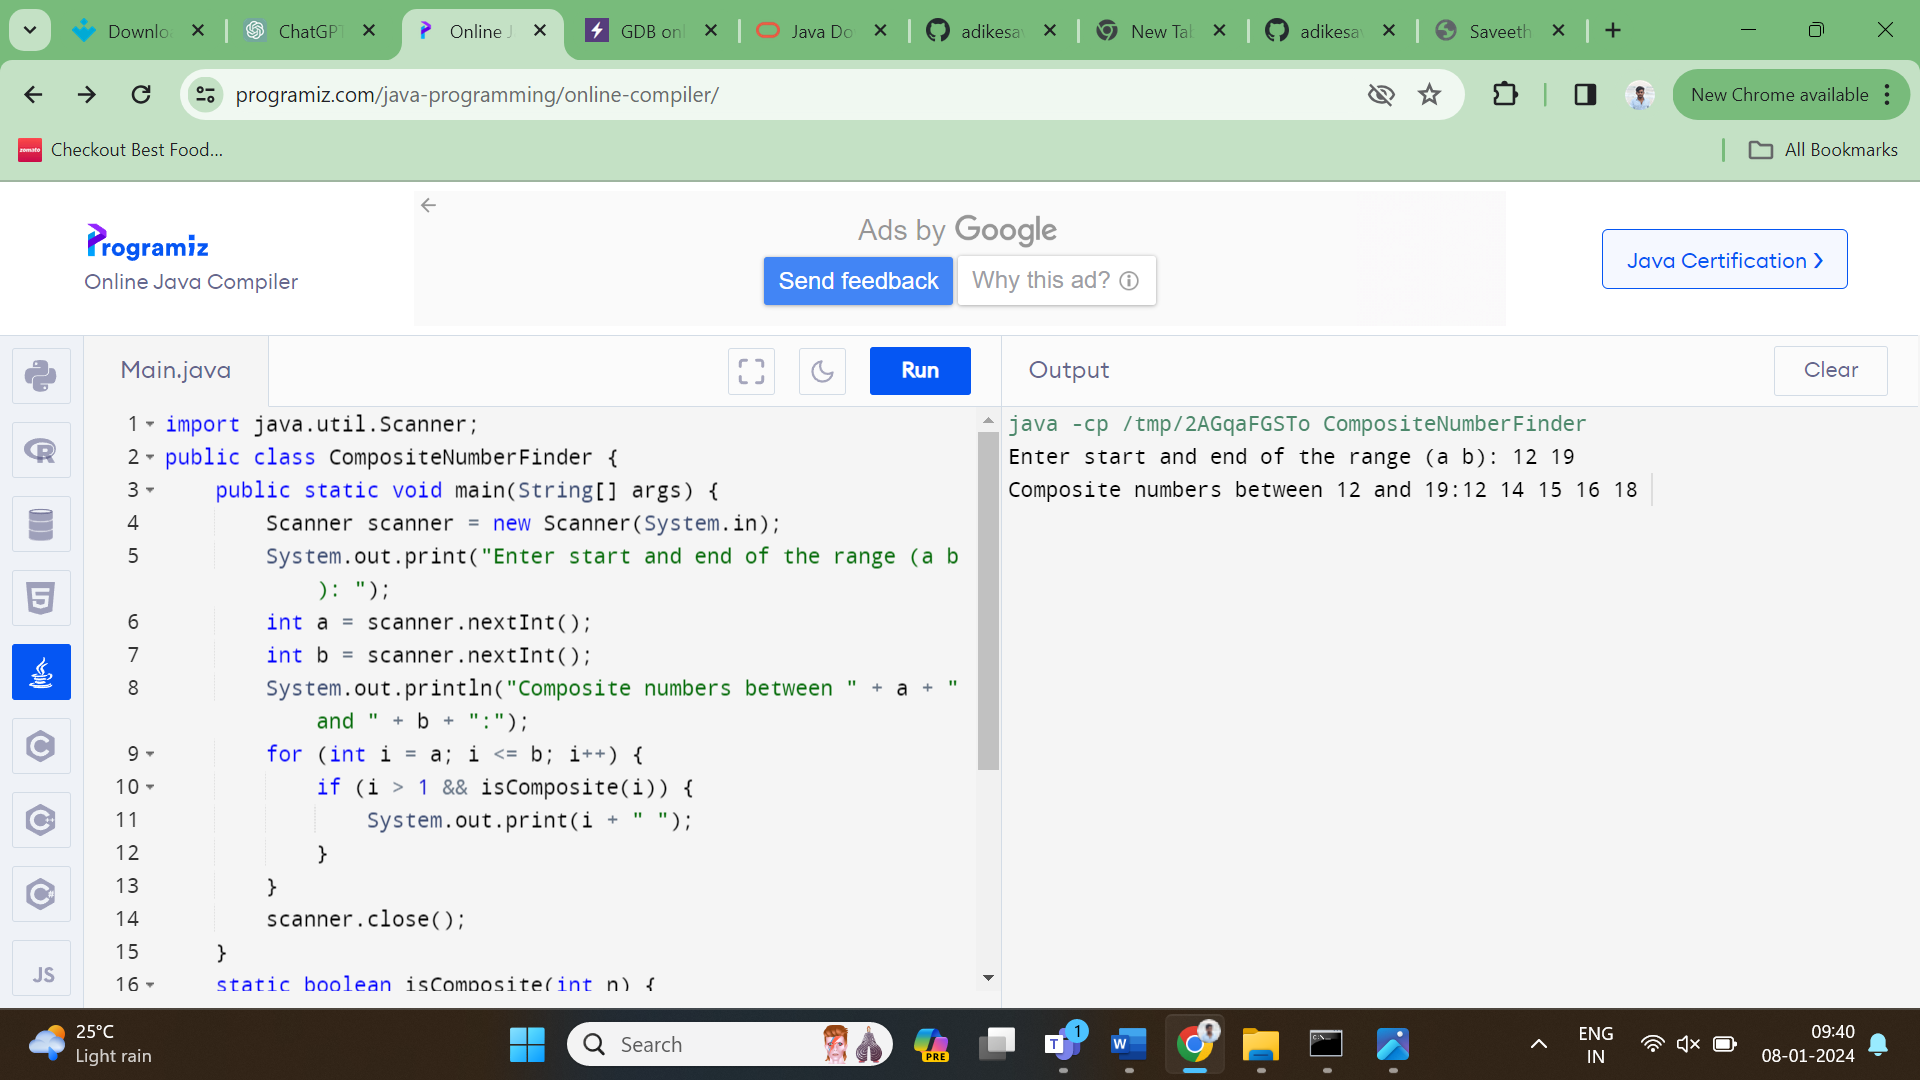 Downlo
ChatGPT
Online J
GDB onl
Java Do
adikesav
New Tab
adikesav
Saveeth
programiz.com/java-programming/online-compiler/
New Chrome available
zomato
Checkout Best Food...
All Bookmarks
Programiz
Online Java Compiler
Ads by Google
Send feedback
Why this ad?
Java Certification
Main.java
Run
Output
Clear
1 import java.util.Scanner;
2 public class CompositeNumberFinder {
3 public static void main(String[] args) {
4 Scanner scanner = new Scanner(System.in);
5 System.out.print("Enter start and end of the range (a b
): ");
6 int a = scanner.nextInt();
7 int b = scanner.nextInt();
8 System.out.println("Composite numbers between " + a + "
and " + b + ":");
9 for (int i = a; i <= b; i++) {
10 if (i > 1 && isComposite(i)) {
11 System.out.print(i + " ");
12 }
13 }
14 scanner.close();
15 }
16 static boolean isComposite(int n) {
java -cp /tmp/2AGqaFGSTo CompositeNumberFinder
Enter start and end of the range (a b): 12 19
Composite numbers between 12 and 19:12 14 15 16 18
JS
25°C
Light rain
Search
PRE
1
ENG
IN
09:40
08-01-2024